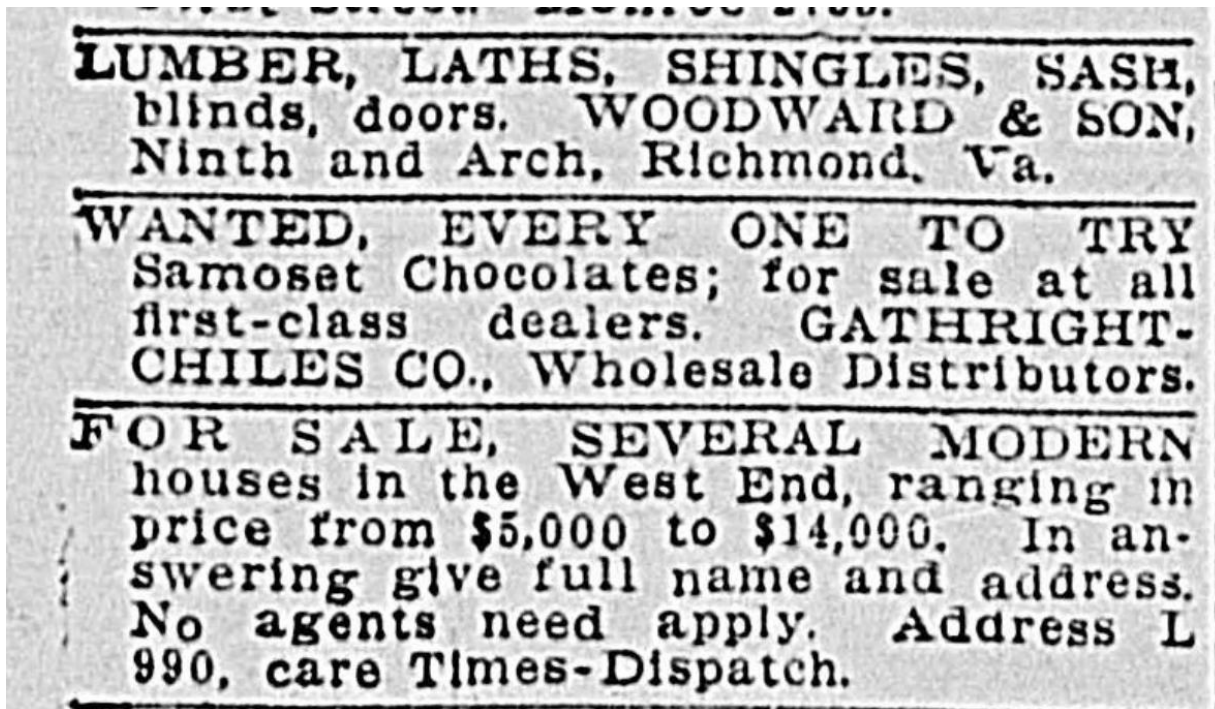 LUMBER, LATHS, SHINGLES, SASH,
blinds, doors. WOODWARD & SON,
Ninth and Arch, Richmond, Va.
WANTED, EVERY ONE TO TRY
Samoset Chocolates; for sale at all
first-class dealers. GATHRIGHT-
CHILES CO., Wholesale Distributors.
FOR SALE, SEVERAL MODERN
houses in the West End, ranging in
price from $5,000 to $14,000. In an-
swering give full name and address.
No agents need apply. Address L
990, care Times-Dispatch.